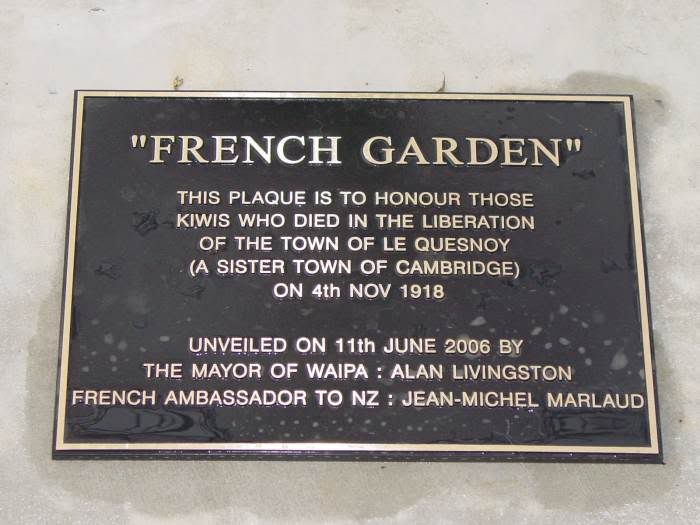 "FRENCH GARDEN"
THIS PLAQUE IS TO HONOUR THOSE
KIWIS WHO DIED IN THE LIBERATION
OF THE TOWN OF LE QUESNOY
(A SISTER TOWN OF CAMBRIDGE)
ON 4th NOV 1918
UNVEILED ON 11th JUNE 2006 BY
THE MAYOR OF WAIPA : ALAN LIVINGSTON
FRENCH AMBASSADOR TO NZ : JEAN-MICHEL MARLAUD